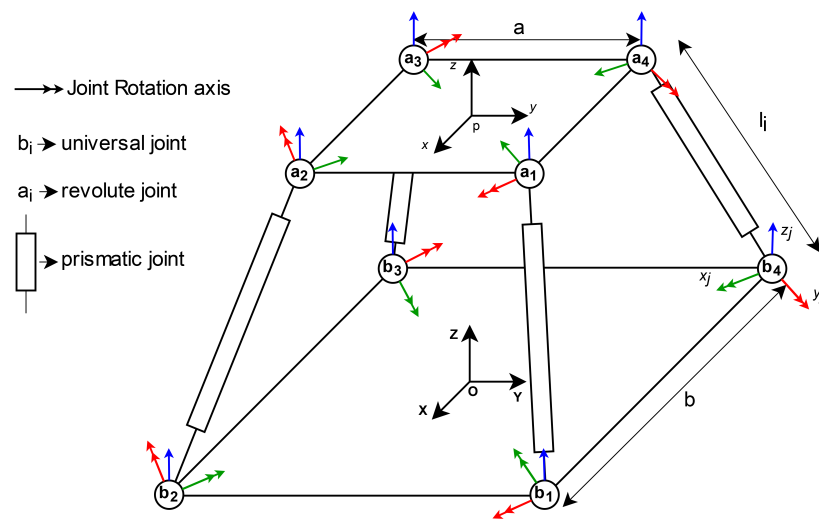 a
a₃
a₄
z
y
x
p
lᵢ
Joint Rotation axis
bᵢ universal joint
aᵢ revolute joint
prismatic joint
a₂
a₁
b₃
zⱼ
b₄
xⱼ
y
z
o
Y
X
b
b₂
b₁